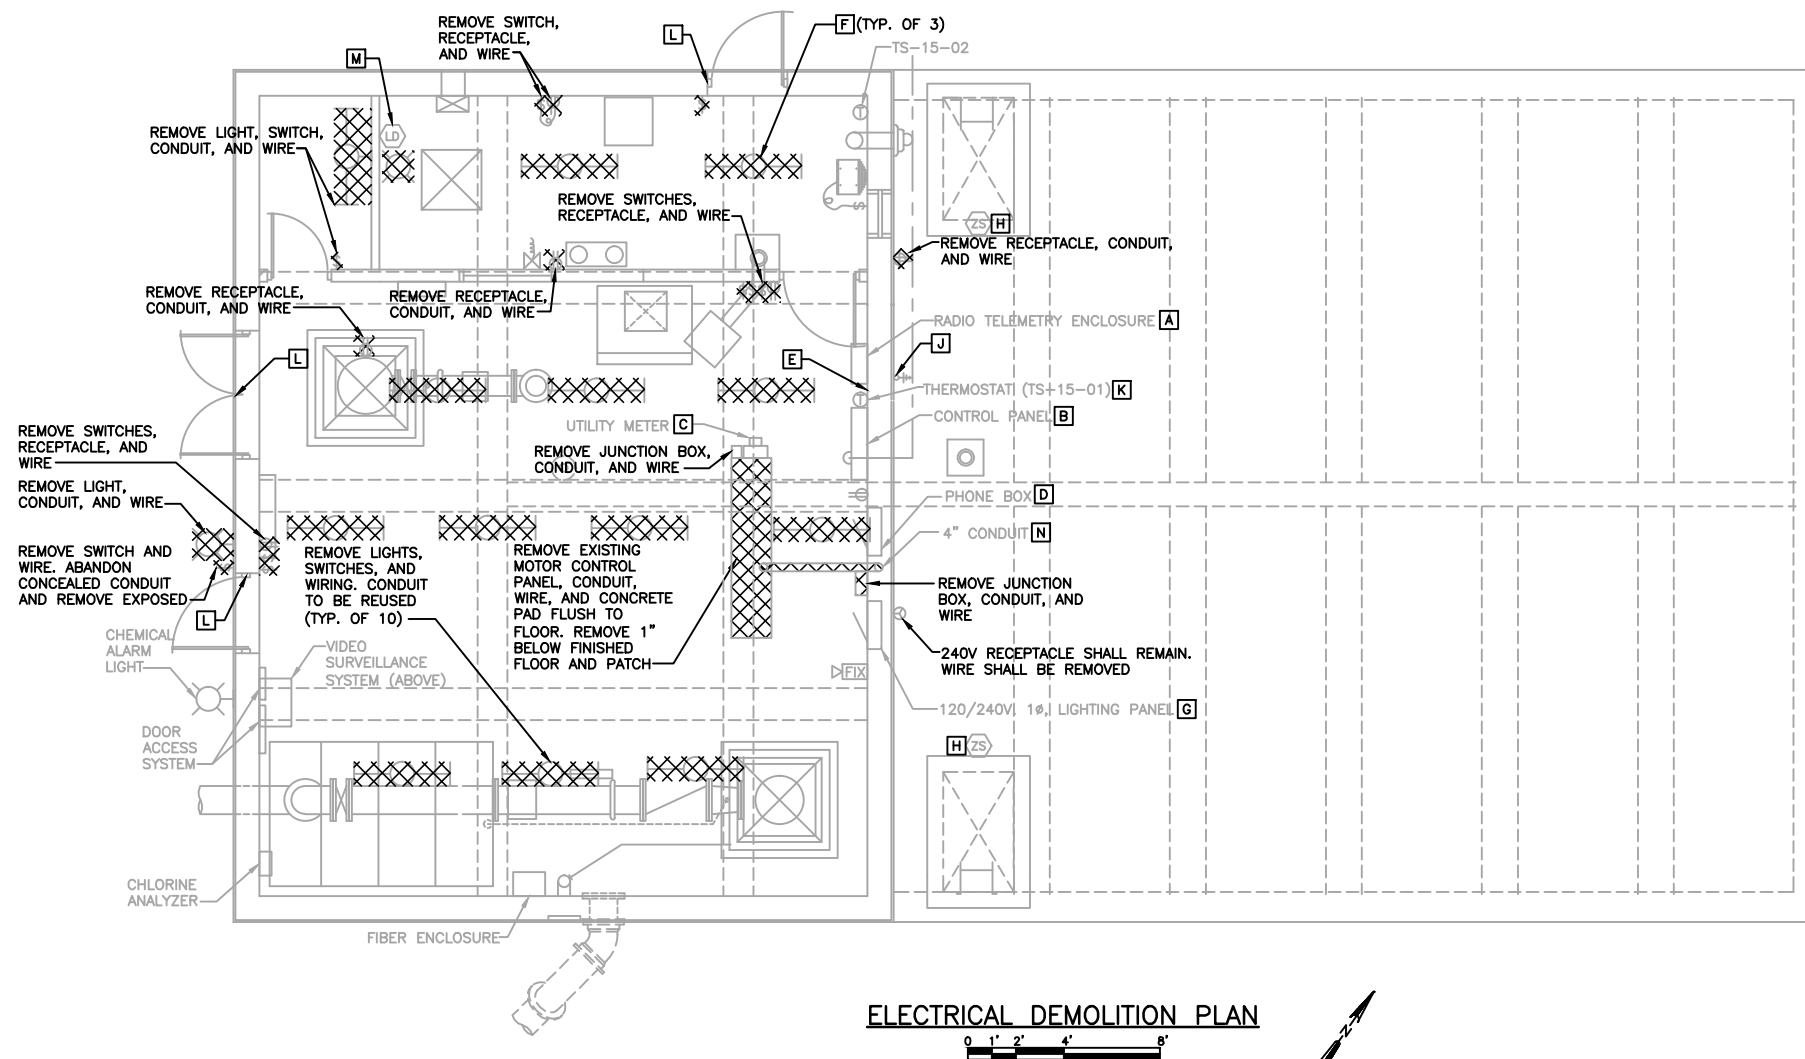 REMOVE SWITCH,
RECEPTACLE,
AND WIRE
L
F (TYP. OF 3)
TS-15-02
M
LD
REMOVE LIGHT, SWITCH,
CONDUIT, AND WIRE
REMOVE SWITCHES,
RECEPTACLE, AND WIRE
S
ZS H
REMOVE RECEPTACLE, CONDUIT,
AND WIRE
REMOVE RECEPTACLE,
CONDUIT, AND WIRE
REMOVE RECEPTACLE,
CONDUIT, AND WIRE
RADIO TELEMETRY ENCLOSURE A
J
L
E
THERMOSTAT (TS-15-01) K
CONTROL PANEL B
UTILITY METER C
REMOVE SWITCHES,
RECEPTACLE, AND
WIRE
REMOVE JUNCTION BOX,
CONDUIT, AND WIRE
REMOVE LIGHT,
CONDUIT, AND WIRE
PHONE BOX D
4" CONDUIT N
REMOVE SWITCH AND
WIRE. ABANDON
CONCEALED CONDUIT
AND REMOVE EXPOSED
L
REMOVE LIGHTS,
SWITCHES, AND
WIRING. CONDUIT
TO BE REUSED
(TYP. OF 10)
REMOVE EXISTING
MOTOR CONTROL
PANEL, CONDUIT,
WIRE, AND CONCRETE
PAD FLUSH TO
FLOOR. REMOVE 1"
BELOW FINISHED
FLOOR AND PATCH
REMOVE JUNCTION
BOX, CONDUIT, AND
WIRE
CHEMICAL
ALARM
LIGHT
VIDEO
SURVEILLANCE
SYSTEM (ABOVE)
240V RECEPTACLE SHALL REMAIN.
WIRE SHALL BE REMOVED
FIX
120/240V, 1ø, LIGHTING PANEL G
DOOR
ACCESS
SYSTEM
H ZS
CHLORINE
ANALYZER
FIBER ENCLOSURE
ELECTRICAL DEMOLITION PLAN
0 1' 2' 4' 8'
N